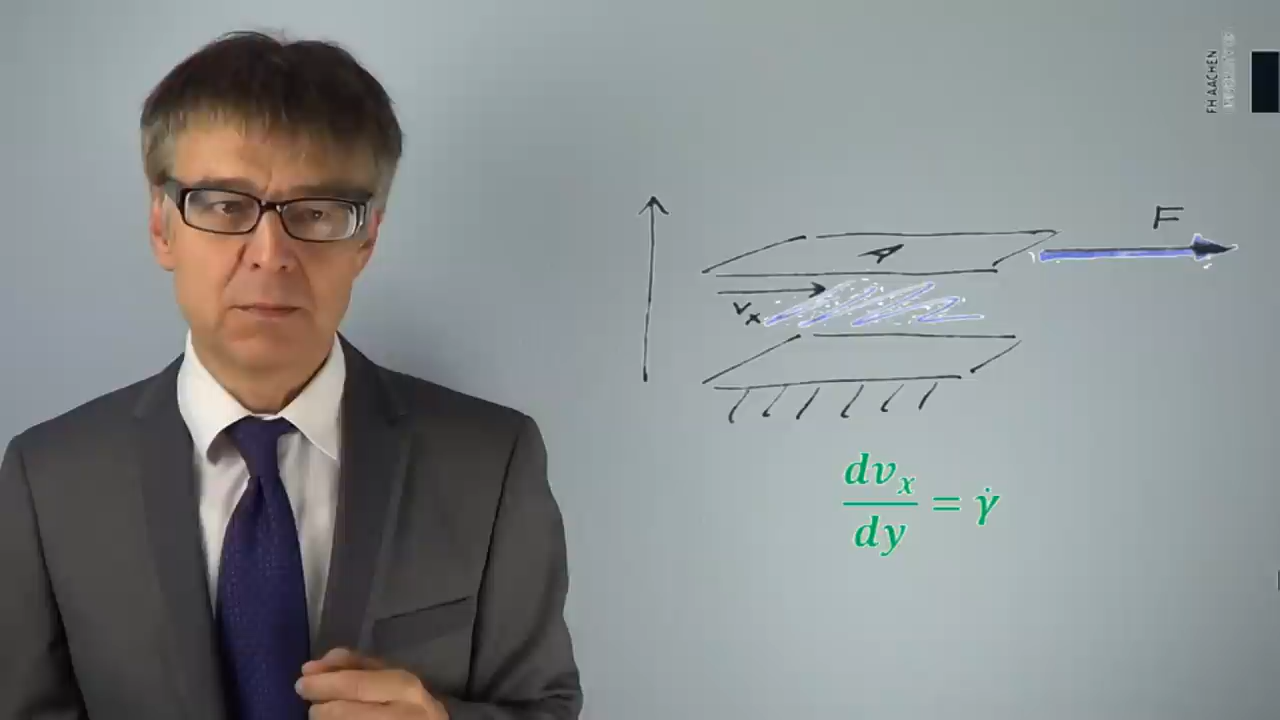 FH AACHEN
F
A
vₓ
dvₓ/dy = γ̇